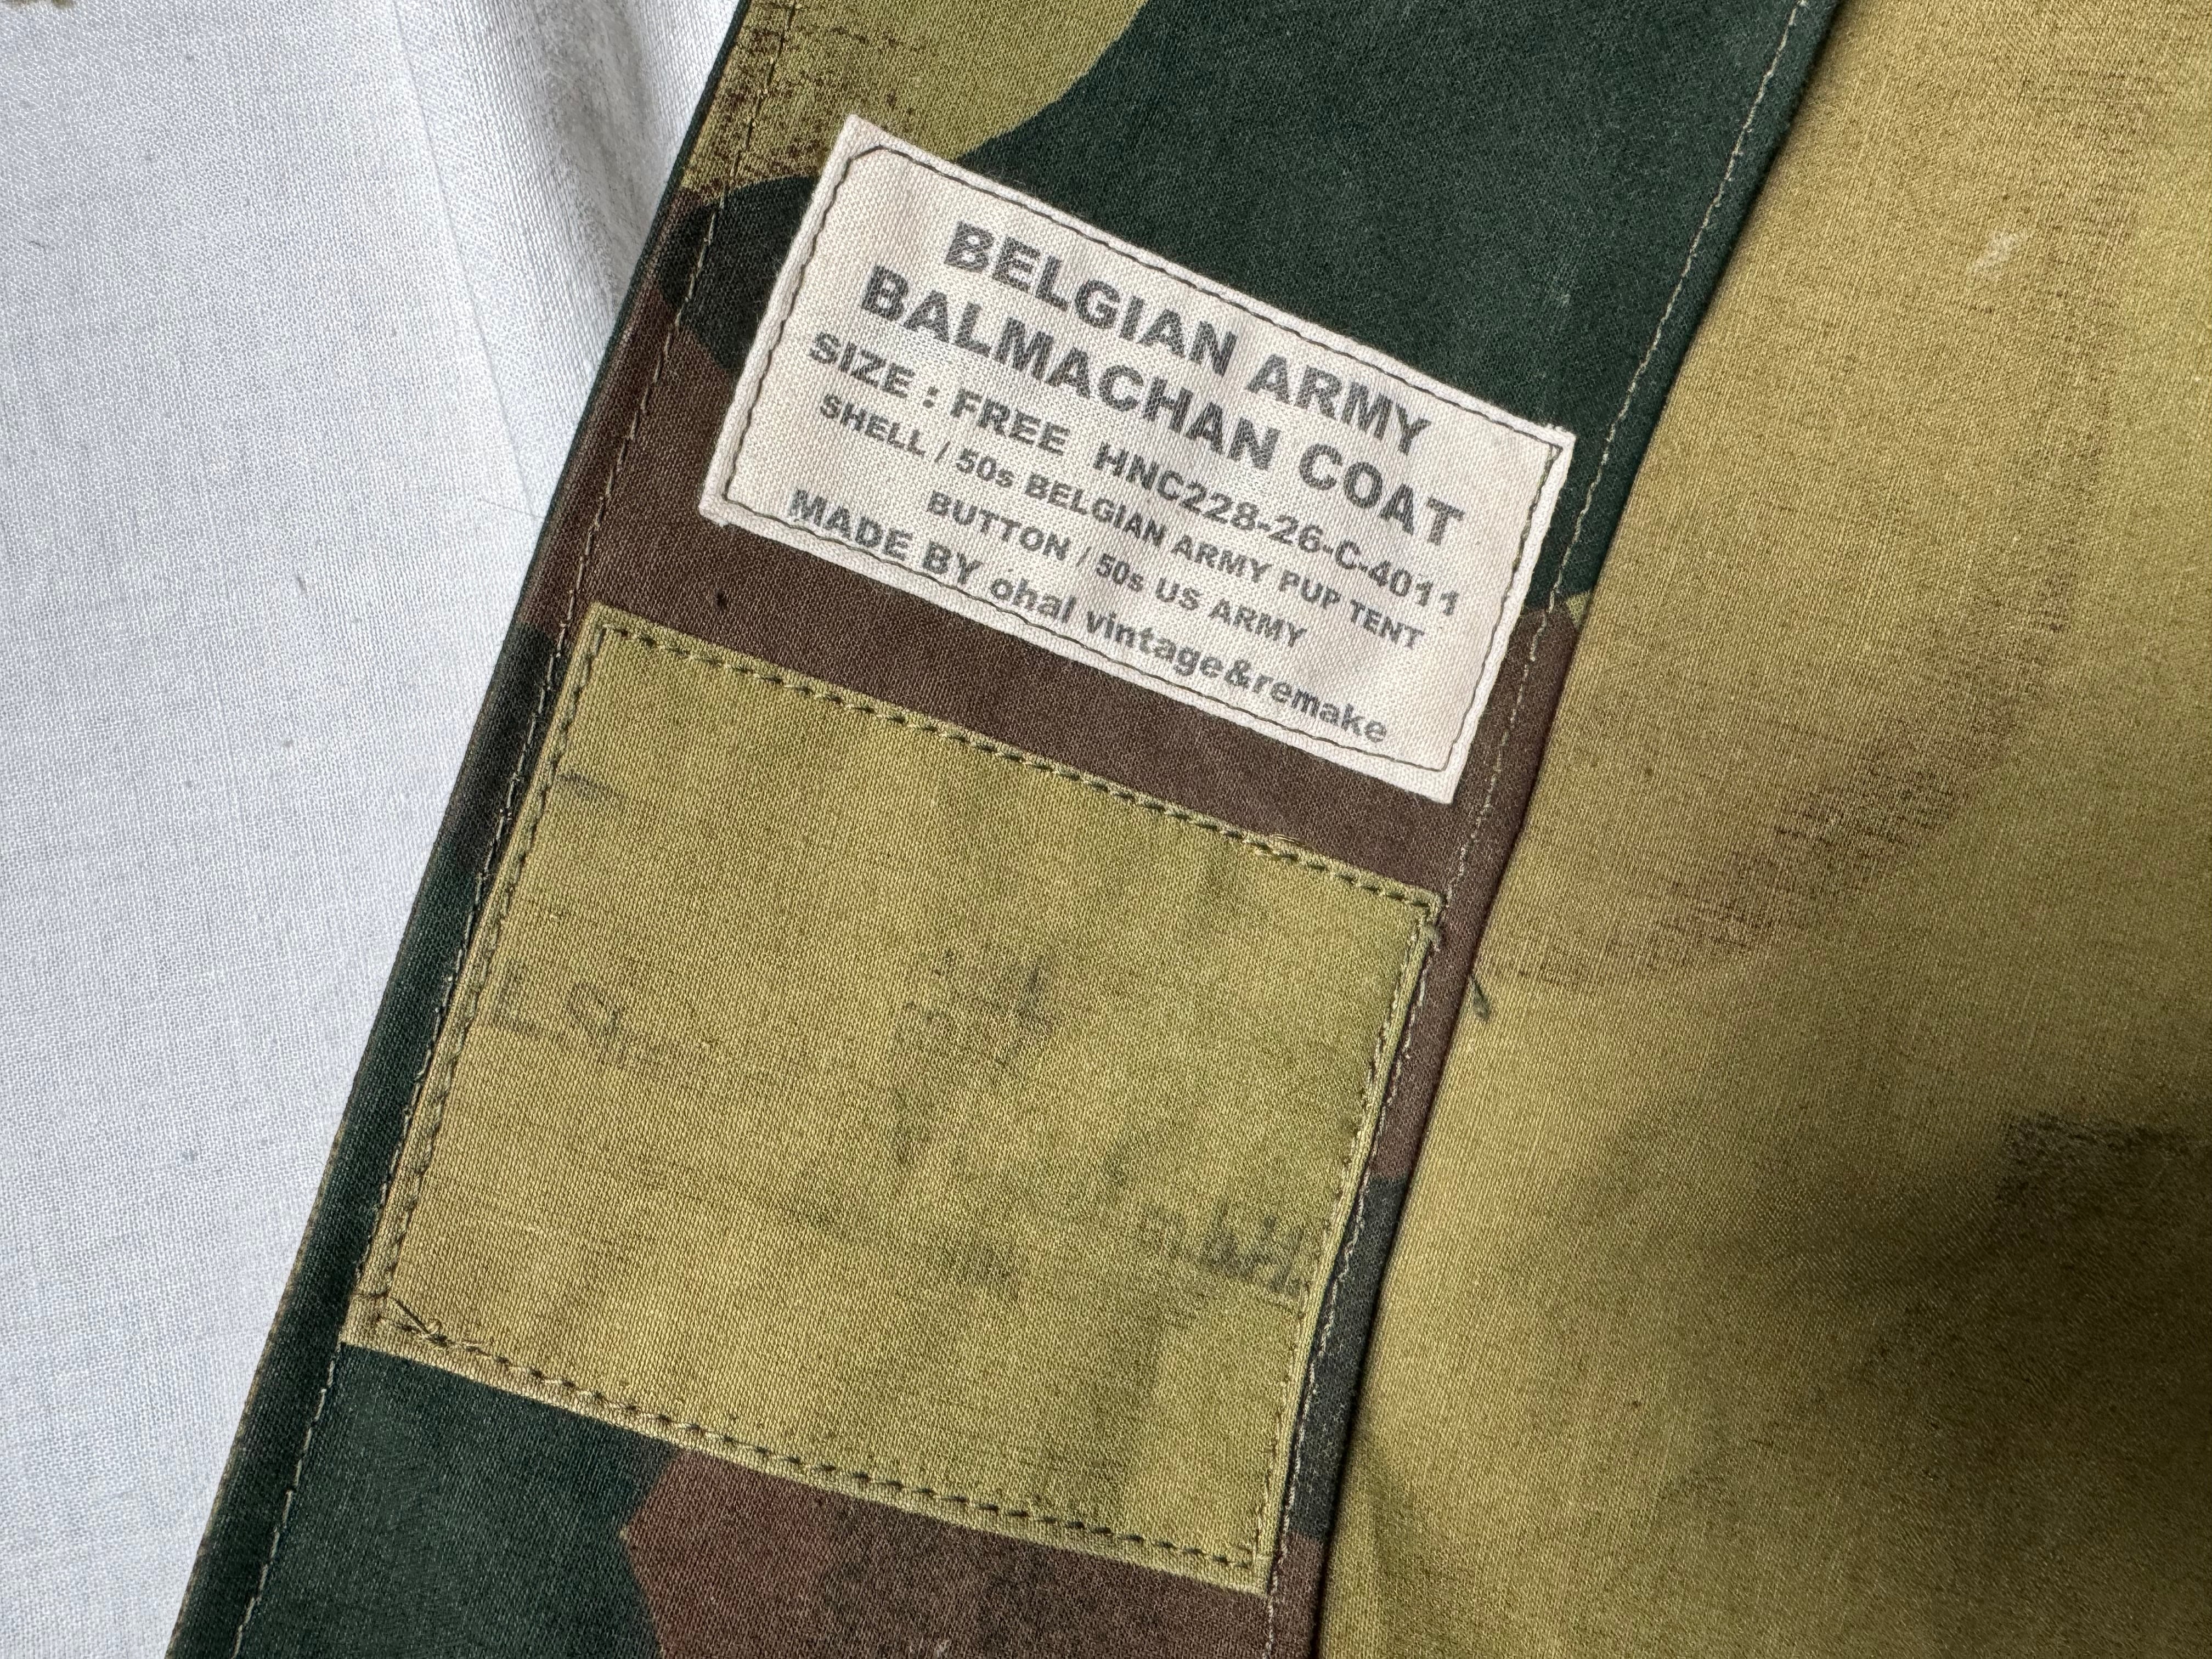 BELGIAN ARMY
BALMACHAN COAT
SIZE : FREE HNC228-26-C-4011
SHELL / 50s BELGIAN ARMY PUP TENT
BUTTON / 50s US ARMY
MADE BY ohal vintage&remake